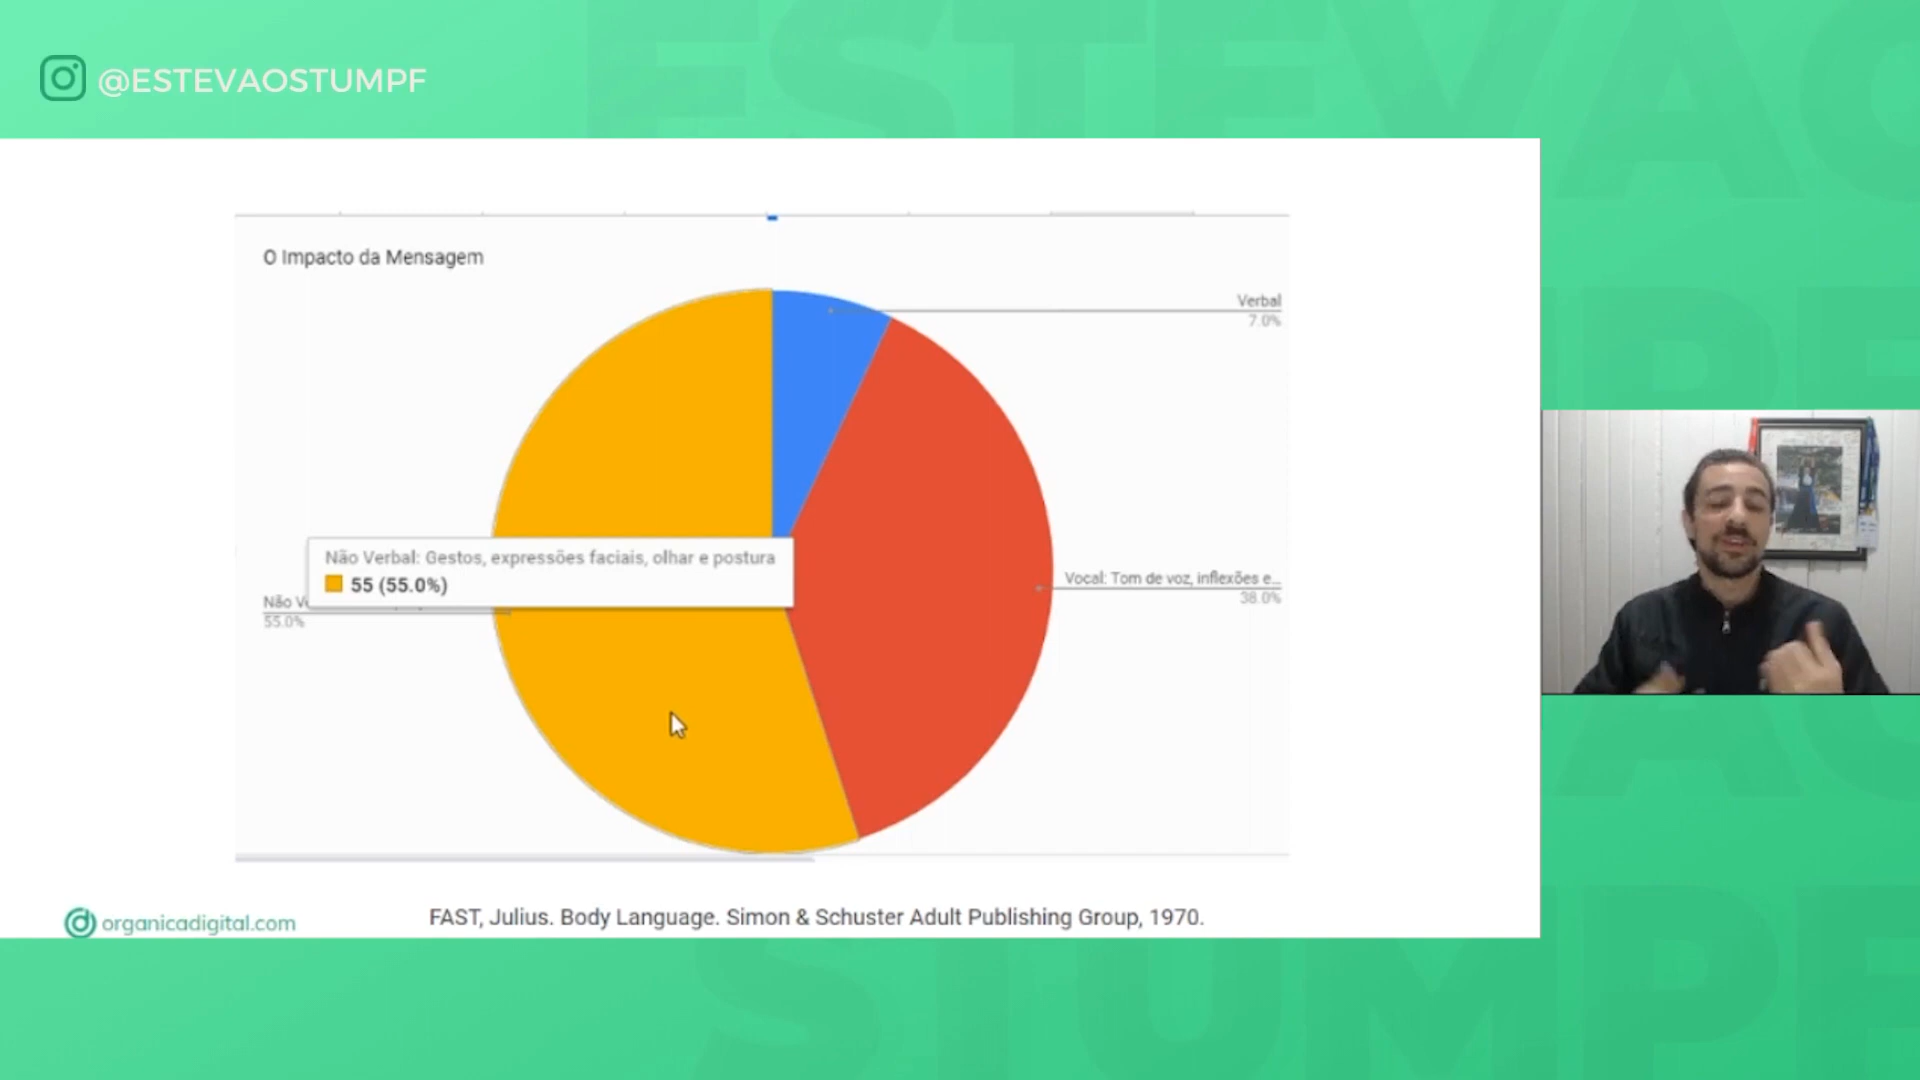 @ESTEVAOSTUMPF
O Impacto da Mensagem
Verbal
7.0%
Não Verbal: Gestos, expressões faciais, olhar e postura
55 (55.0%)
Vocal: Tom de voz, inflexões e...
38.0%
Não
55.0%
organicadigital.com
FAST, Julius. Body Language. Simon & Schuster Adult Publishing Group, 1970.